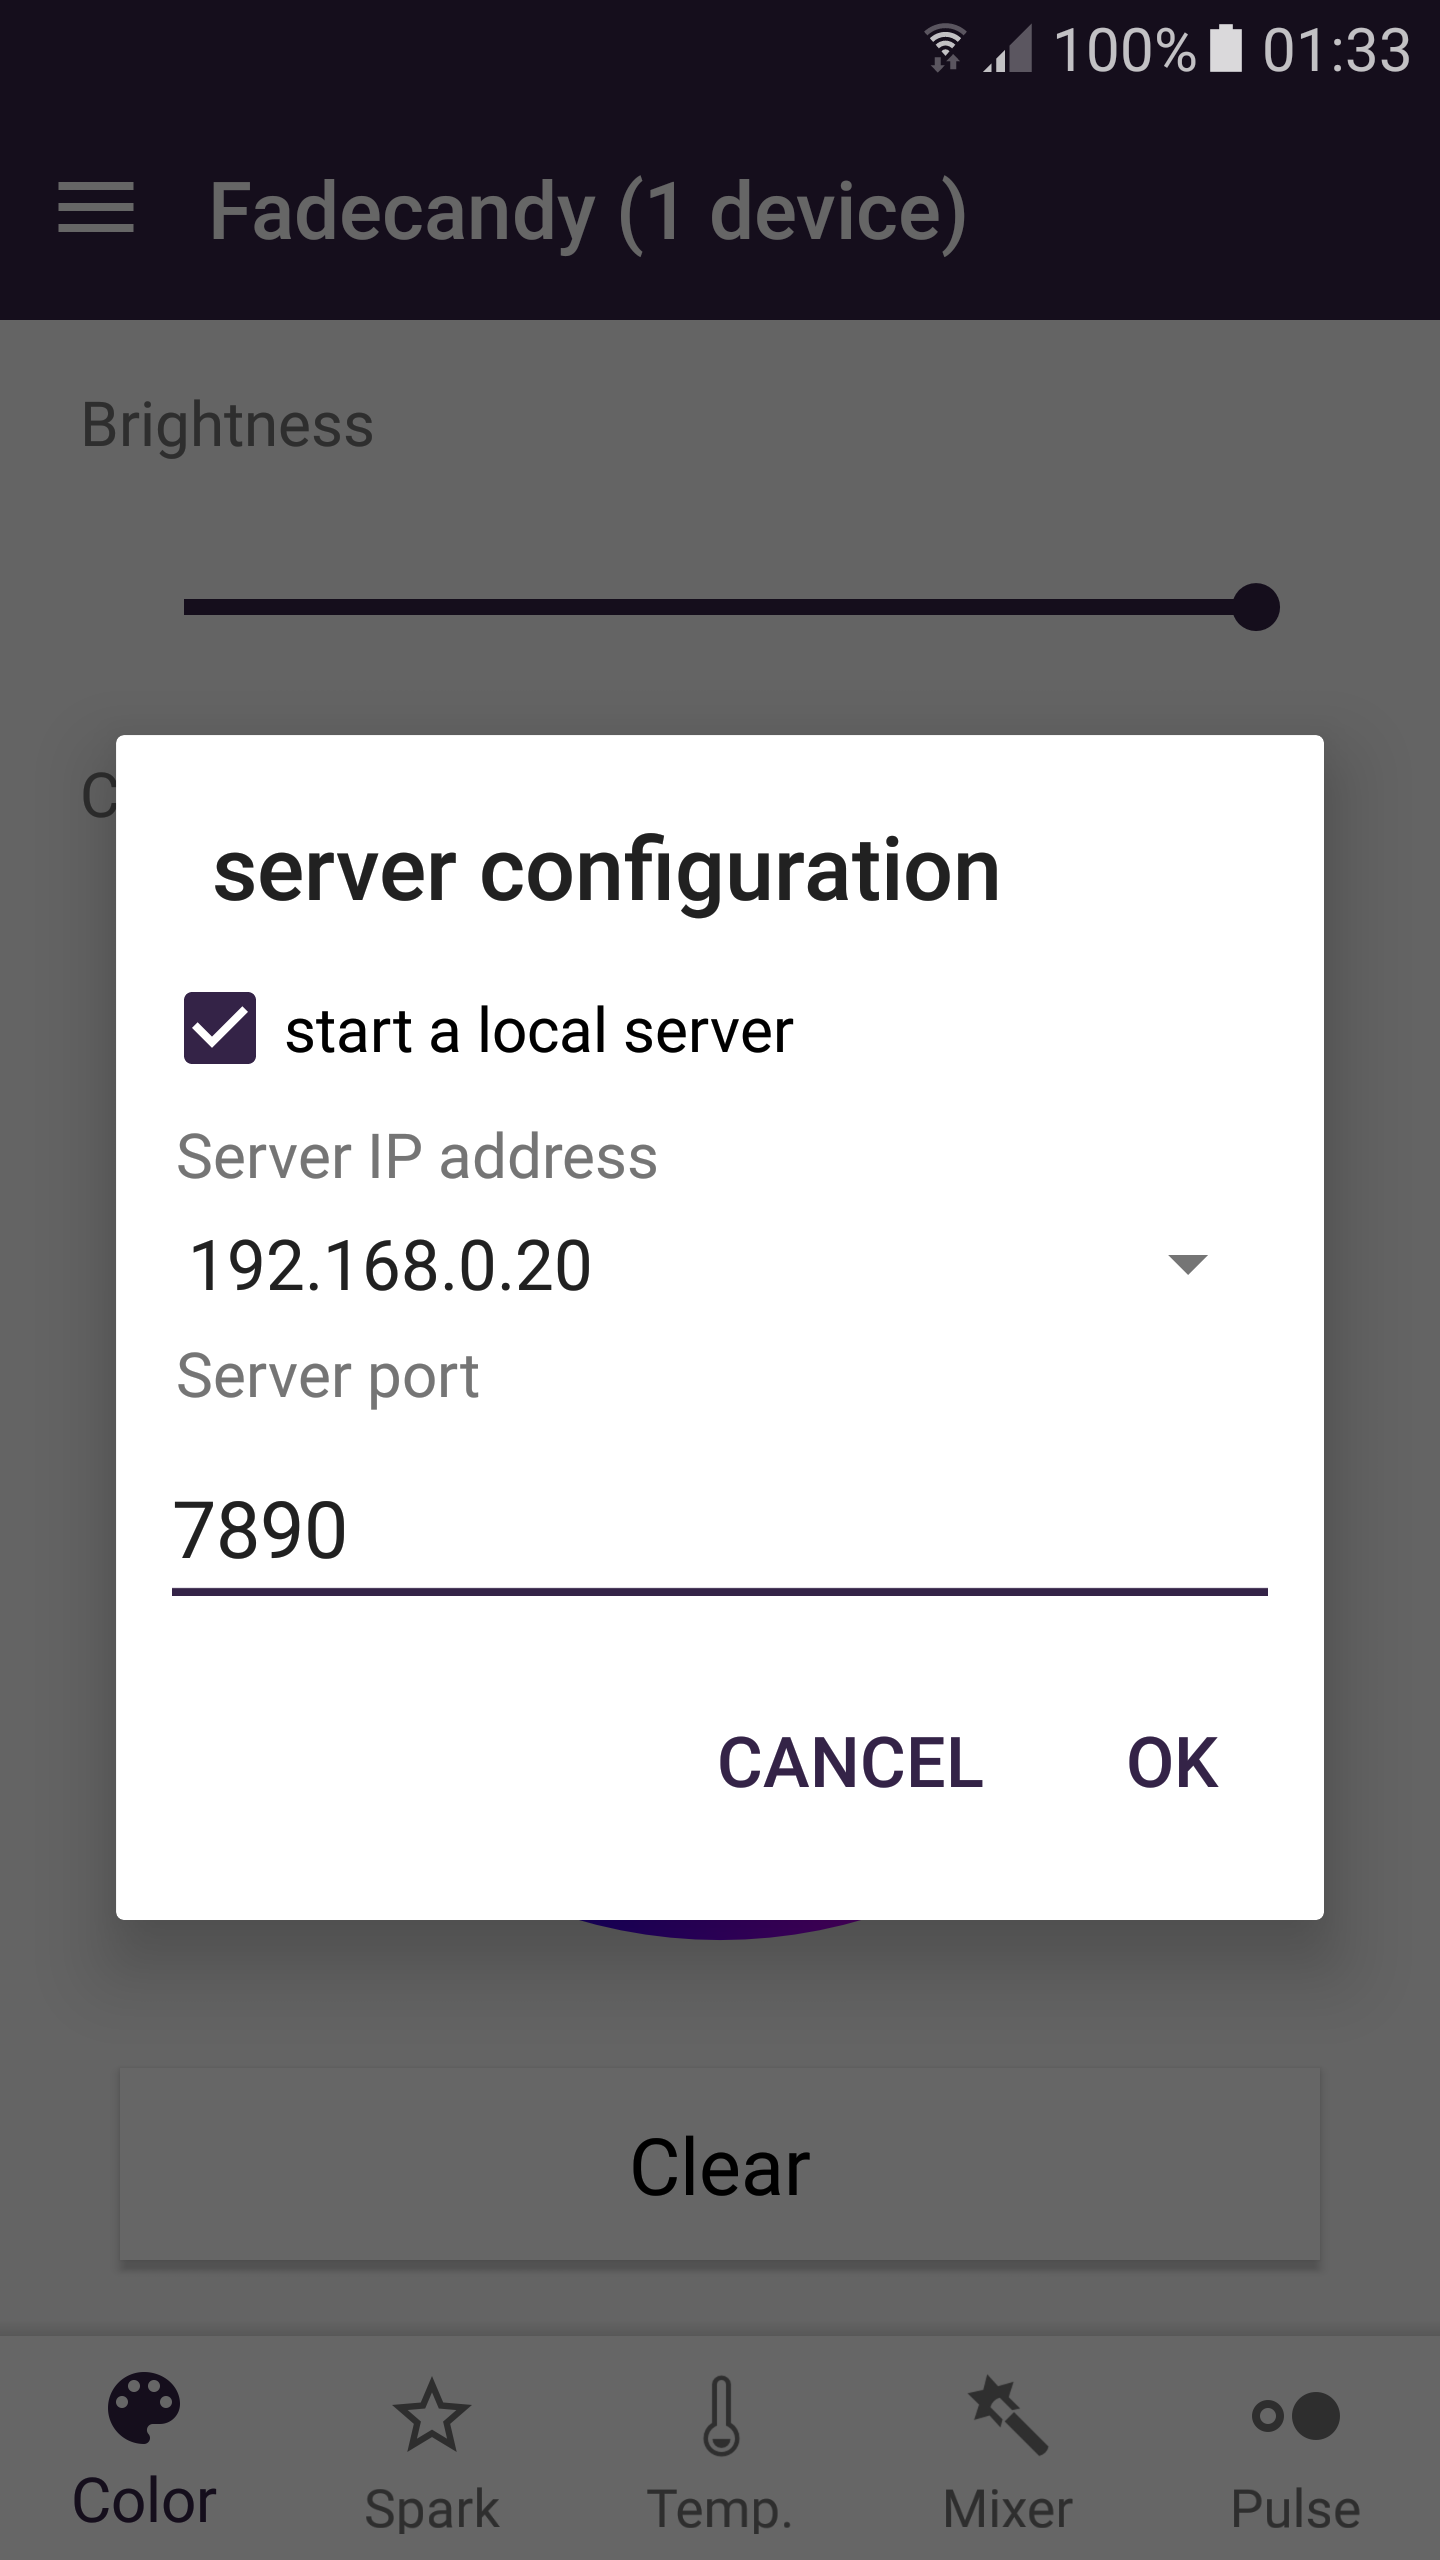 100% 01:33
Fadecandy (1 device)
Brightness
C
server configuration
start a local server
Server IP address
192.168.0.20
Server port
7890
CANCEL OK
Clear
Color Spark Temp. Mixer Pulse